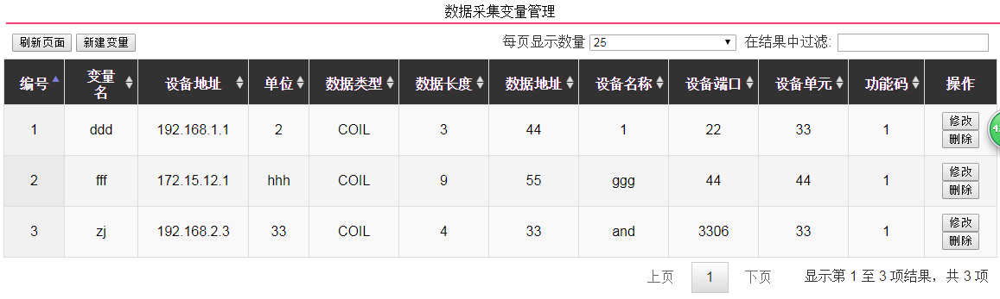 数据采集变量管理
刷新页面 新建变量 每页显示数量 25 在结果中过滤:
编号 变量名 设备地址 单位 数据类型 数据长度 数据地址 设备名称 设备端口 设备单元 功能码 操作
1 ddd 192.168.1.1 2 COIL 3 44 1 22 33 1 修改 删除
2 fff 172.15.12.1 hhh COIL 9 55 ggg 44 44 1 修改 删除
3 zj 192.168.2.3 33 COIL 4 33 and 3306 33 1 修改 删除
上页 1 下页 显示第 1 至 3 项结果，共 3 项